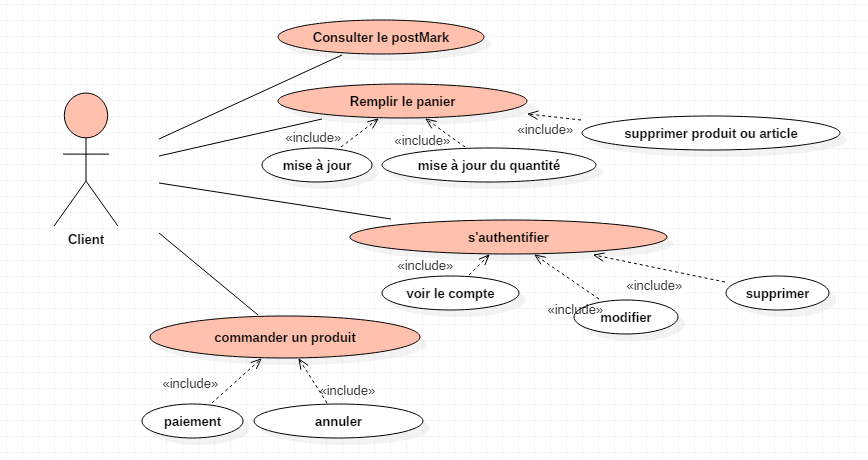 Consulter le postMark
Remplir le panier
«include»
«include»
«include»
supprimer produit ou article
mise à jour
mise à jour du quantité
Client
s'authentifier
«include»
«include»
«include»
voir le compte
modifier
supprimer
commander un produit
«include»
«include»
paiement
annuler